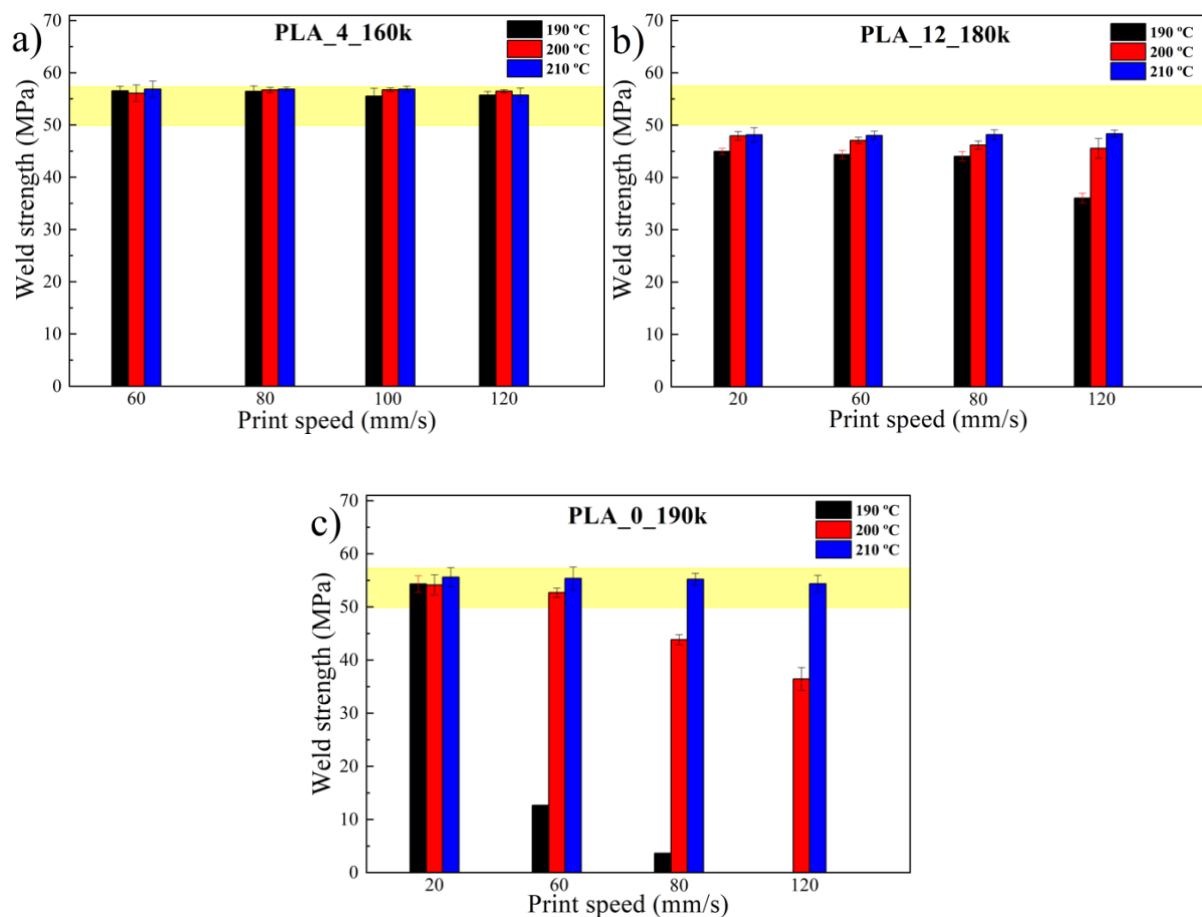 a)
PLA_4_160k
190 ºC
200 ºC
210 ºC
Weld strength (MPa)
70
60
50
40
30
20
10
0
60 80 100 120
Print speed (mm/s)
b)
PLA_12_180k
190 ºC
200 ºC
210 ºC
Weld strength (MPa)
70
60
50
40
30
20
10
0
20 60 80 120
Print speed (mm/s)
c)
PLA_0_190k
190 ºC
200 ºC
210 ºC
Weld strength (MPa)
70
60
50
40
30
20
10
0
20 60 80 120
Print speed (mm/s)